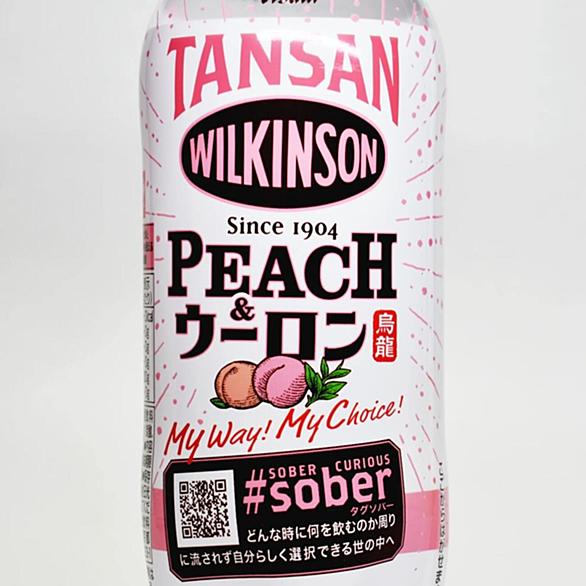 TANSAN
WILKINSON
Since 1904
PEACH
&
ウーロン
烏龍
My Way! My Choice!
SOBER CURIOUS
#sober
タグソバー
どんな時に何を飲むのか周り
に流されず自分らしく選択できる世の中へ